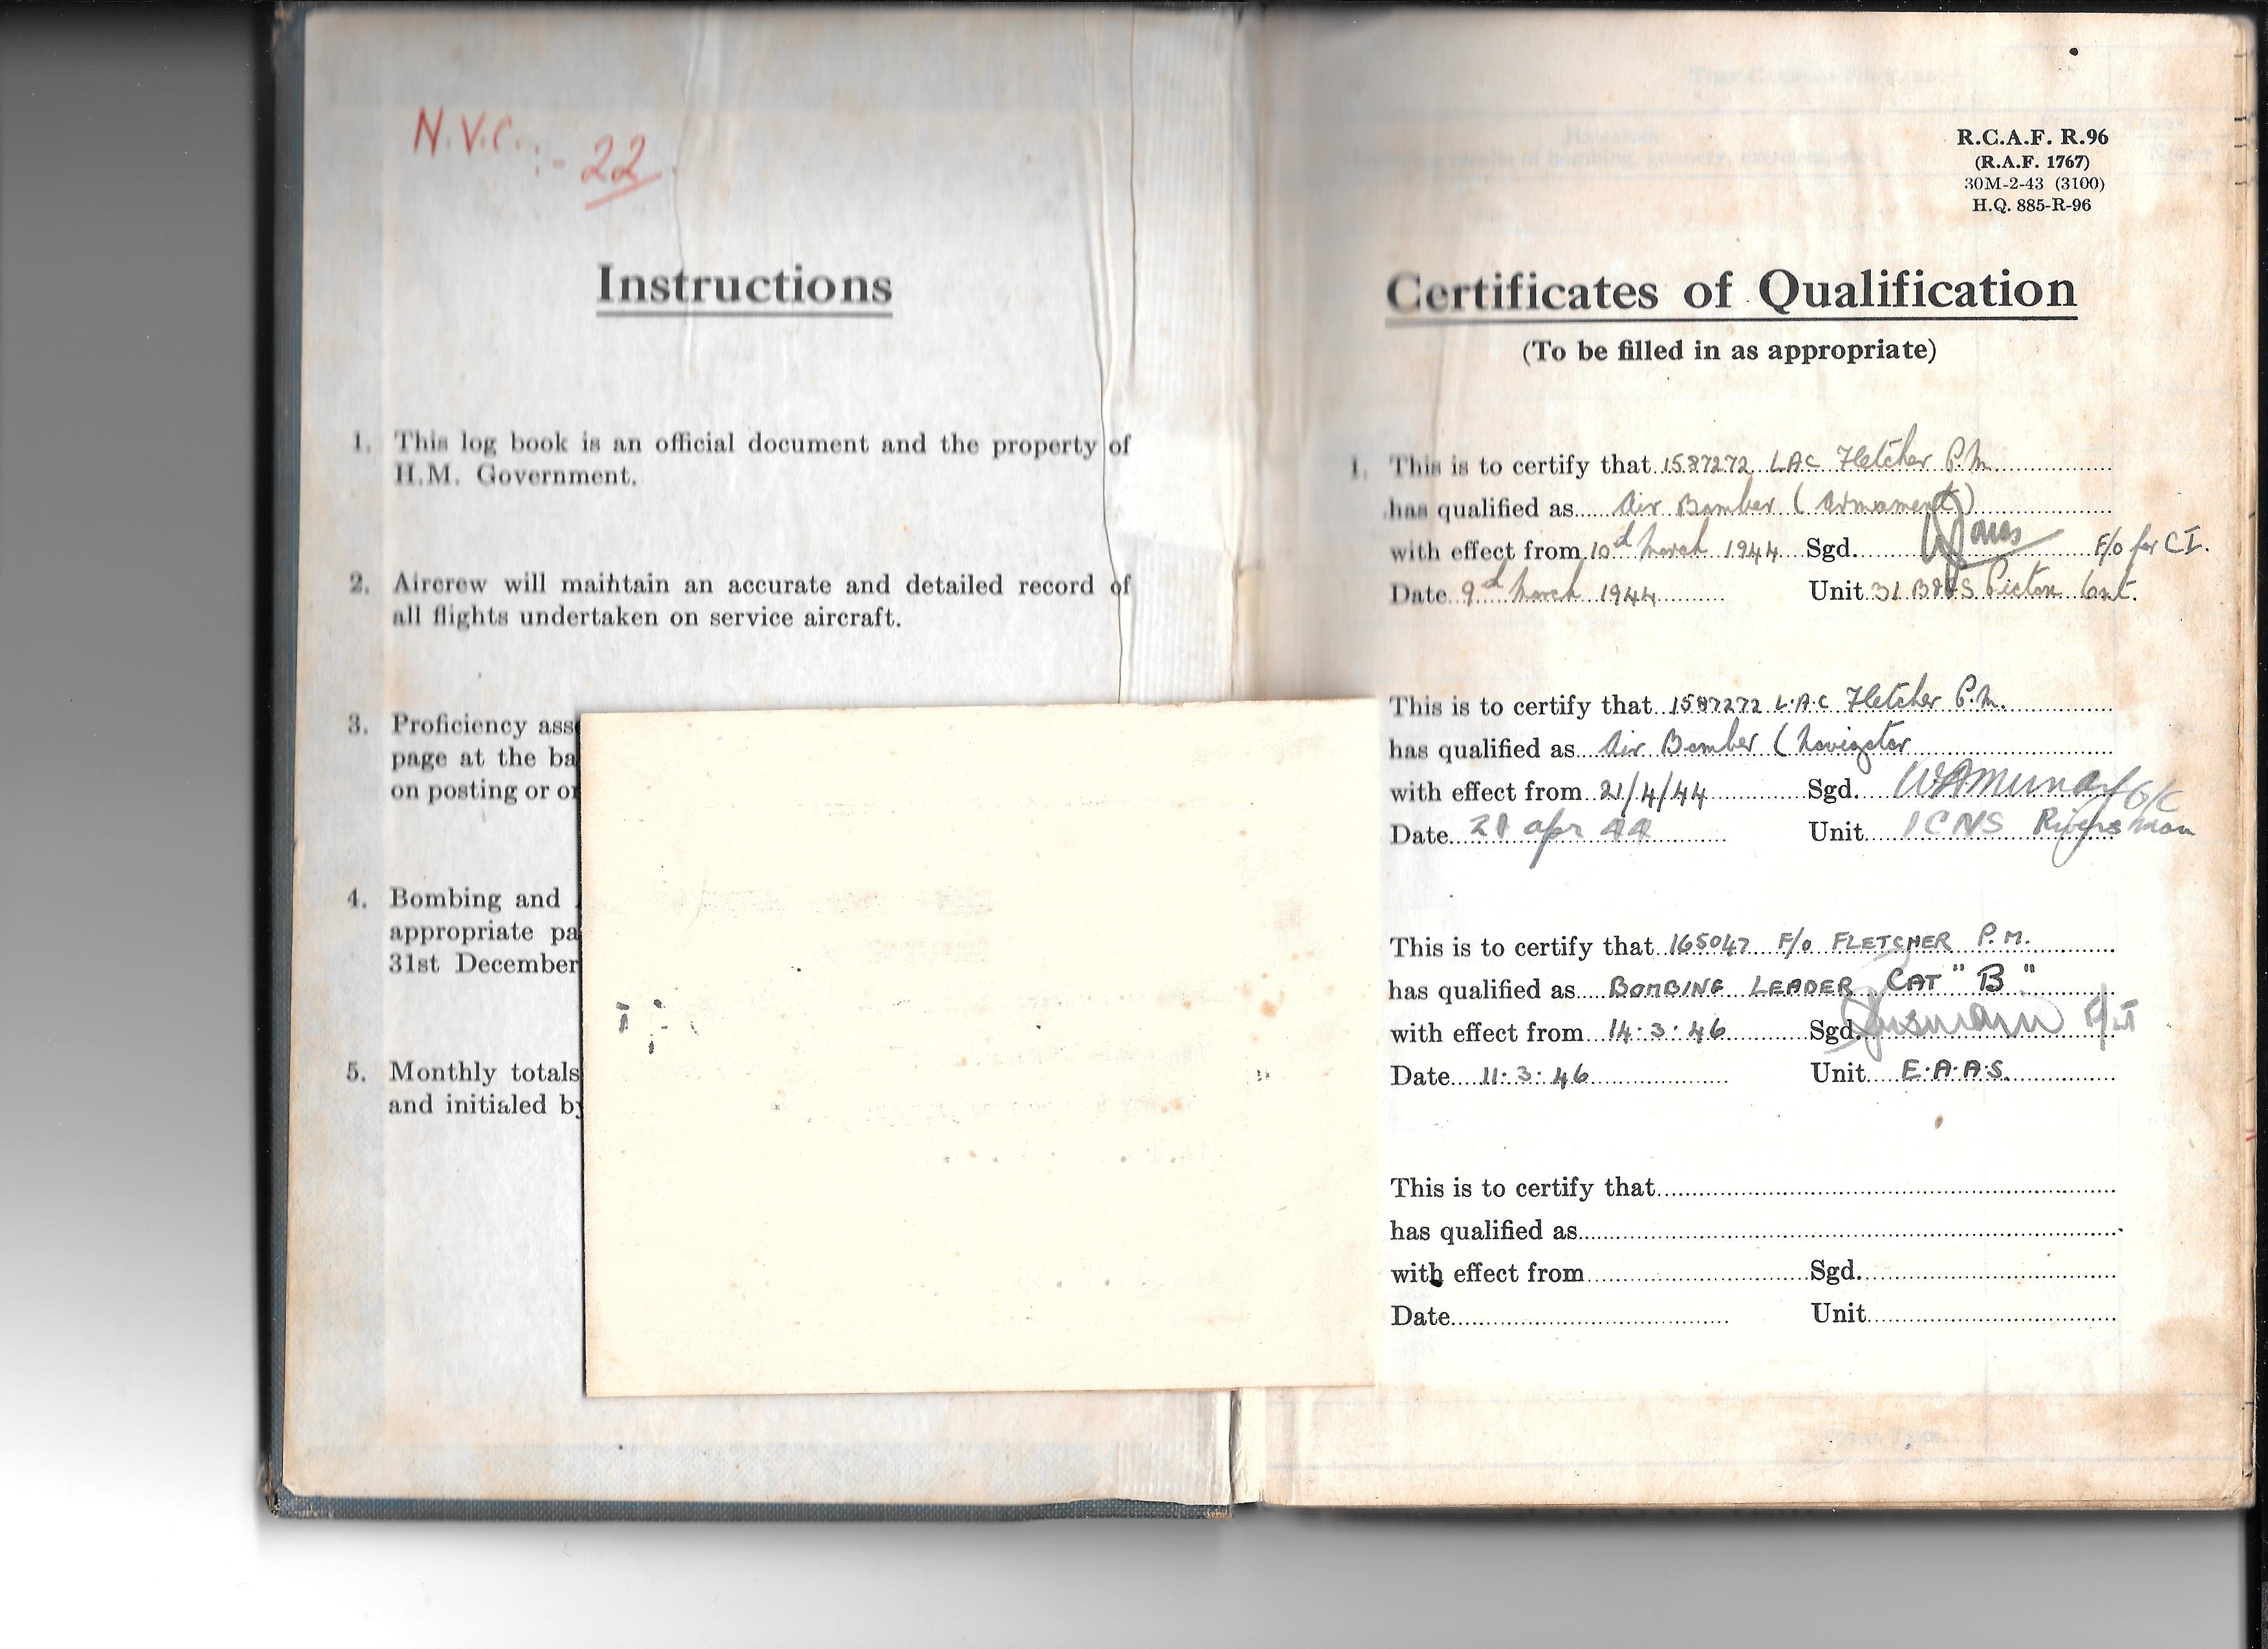 N.V.C. :- 22
Instructions
1. This log book is an official document and the property of
H.M. Government.
2. Aircrew will maintain an accurate and detailed record of
all flights undertaken on service aircraft.
3. Proficiency ass
page at the ba
on posting or o
4. Bombing and
appropriate pa
31st December
5. Monthly totals
and initialed by
R.C.A.F. R.96
(R.A.F. 1767)
30M-2-43 (3100)
H.Q. 885-R-96
Certificates of Qualification
(To be filled in as appropriate)
1. This is to certify that 1587272 LAC Fletcher P.M.
has qualified as Air Bomber (Armament)
with effect from 10th March 1944 Sgd. F/O for C I.
Date 9th March 1944 Unit 31 B&GS Picton Ont.
This is to certify that 1587272 L.A.C Fletcher P.M.
has qualified as Air Bomber (Navigator
with effect from 21/4/44 Sgd. G/C
Date 21 apr 44 Unit 1 CNS Rivers Man
This is to certify that 165047 F/O FLETCHER P.M.
has qualified as BOMBING LEADER CAT "B"
with effect from 14.3.46 Sgd.
Date 11.3.46 Unit E.A.A.S.
This is to certify that
has qualified as
with effect from Sgd.
Date Unit